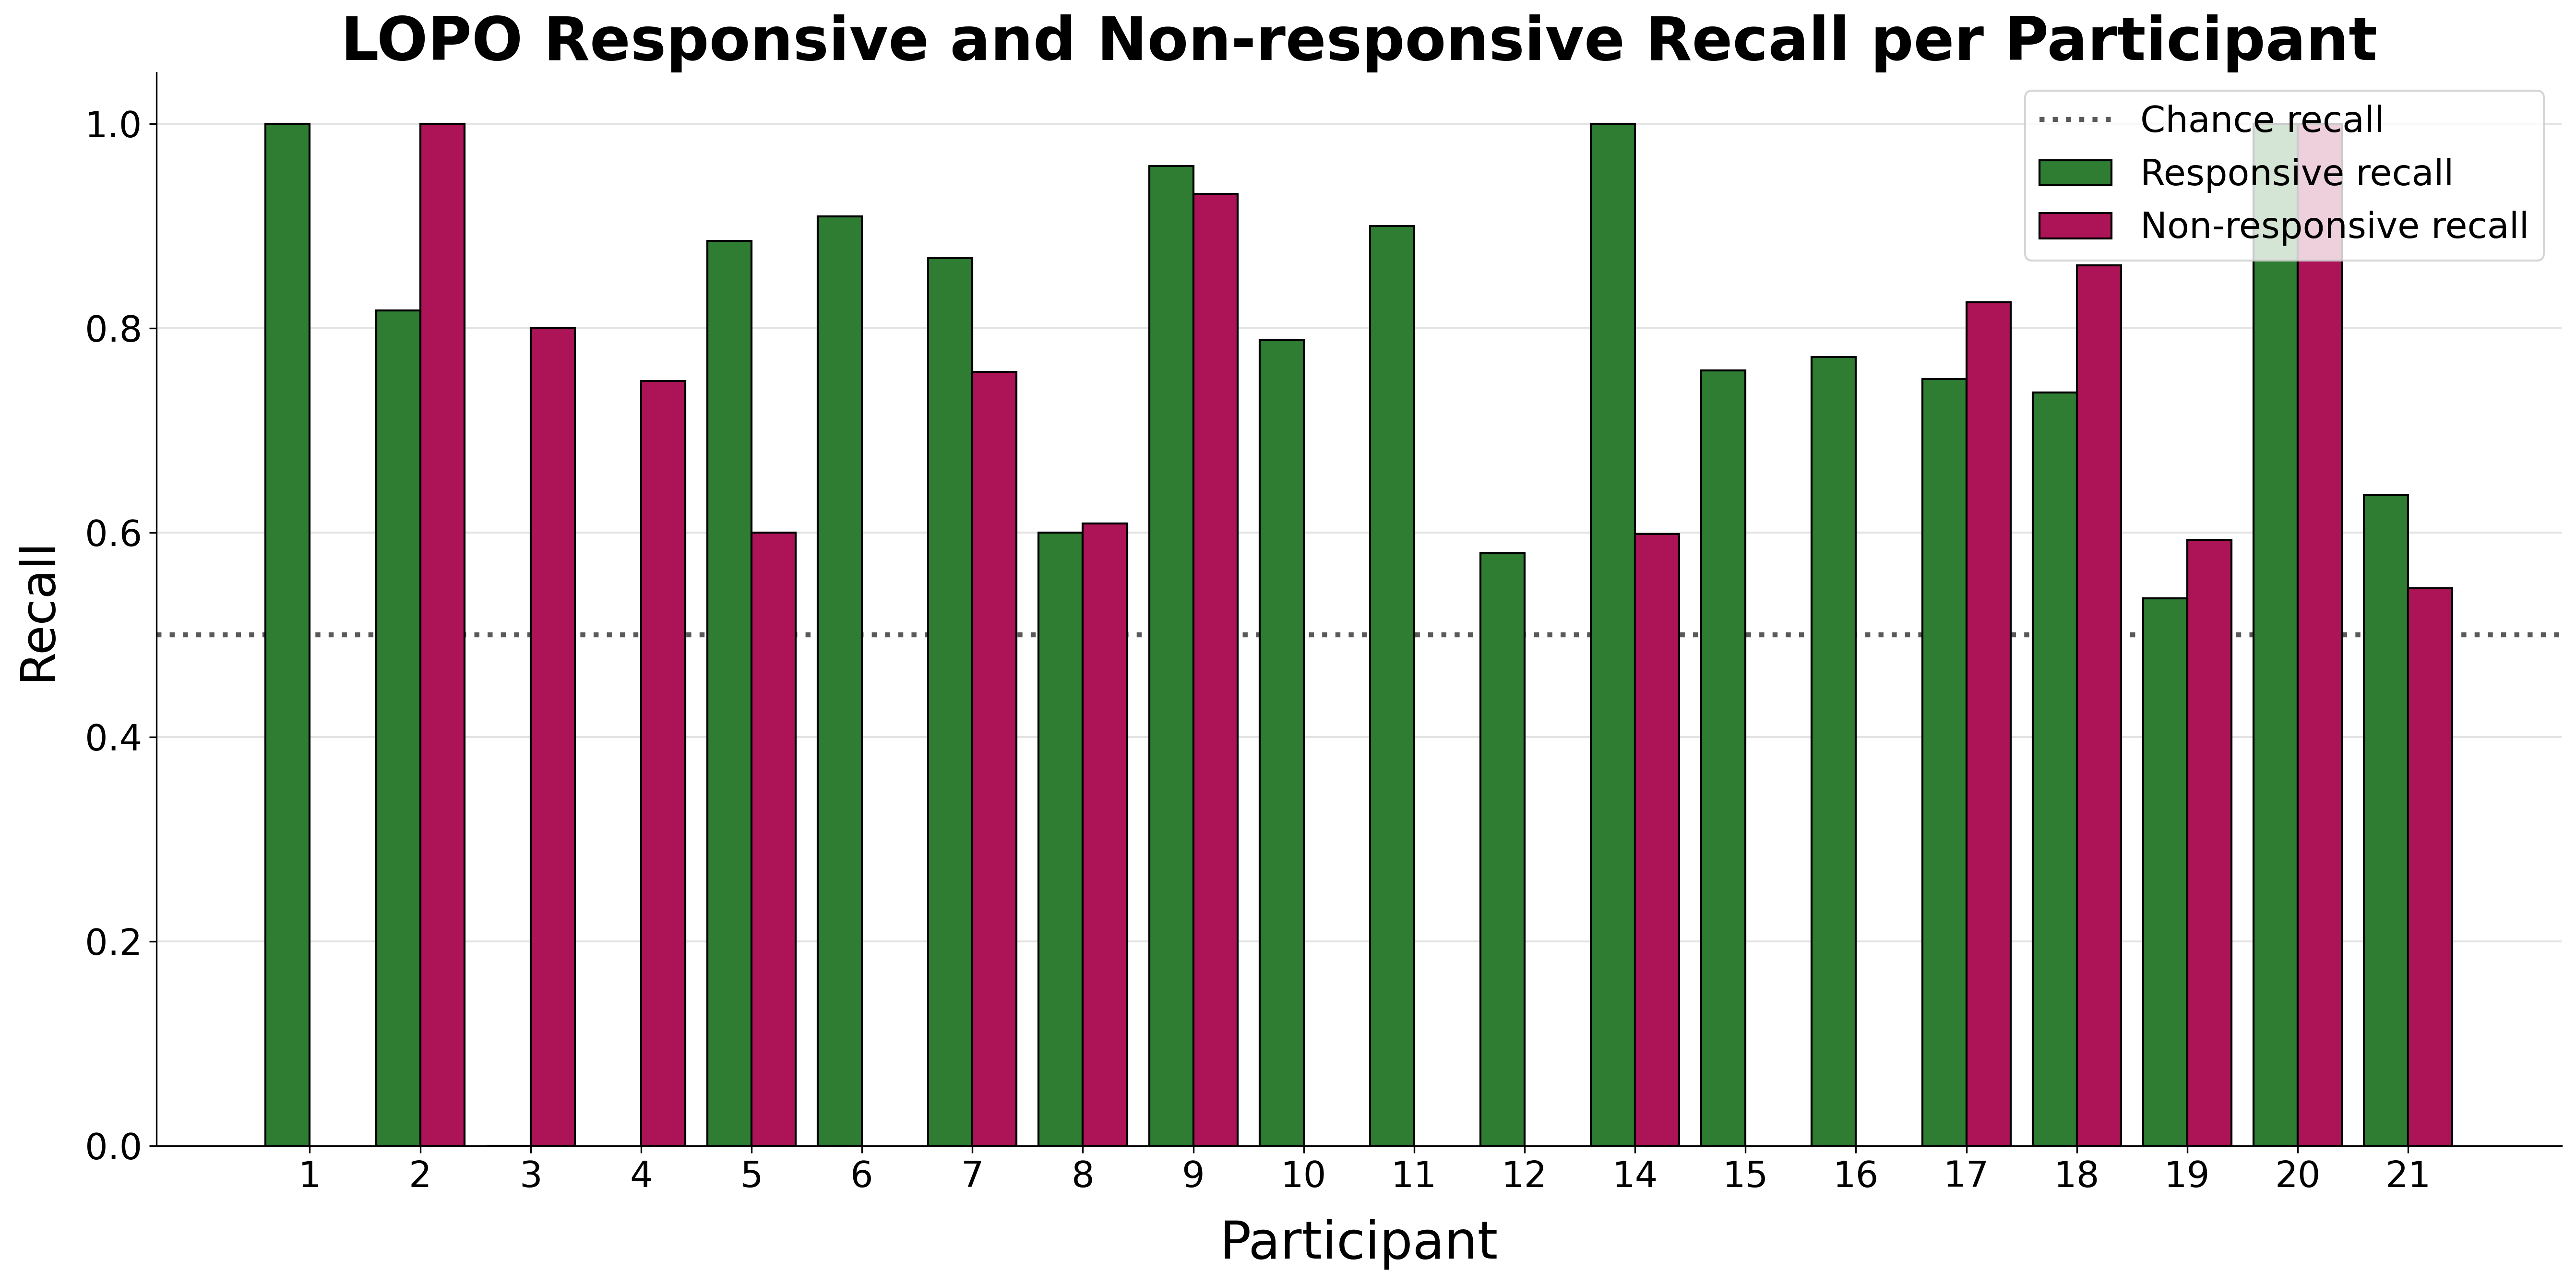 LOPO Responsive and Non-responsive Recall per Participant
Chance recall
Responsive recall
Non-responsive recall
Recall
1.0
0.8
0.6
0.4
0.2
0.0
1 2 3 4 5 6 7 8 9 10 11 12 14 15 16 17 18 19 20 21
Participant